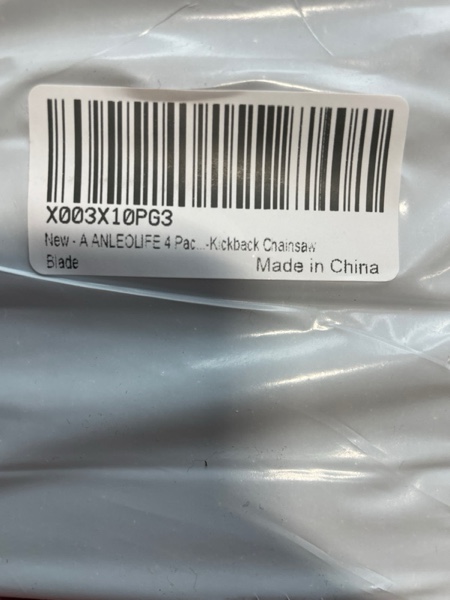 X003X10PG3
New - A ANLEOLIFE 4 Pac...-Kickback Chainsaw
Blade
Made in China